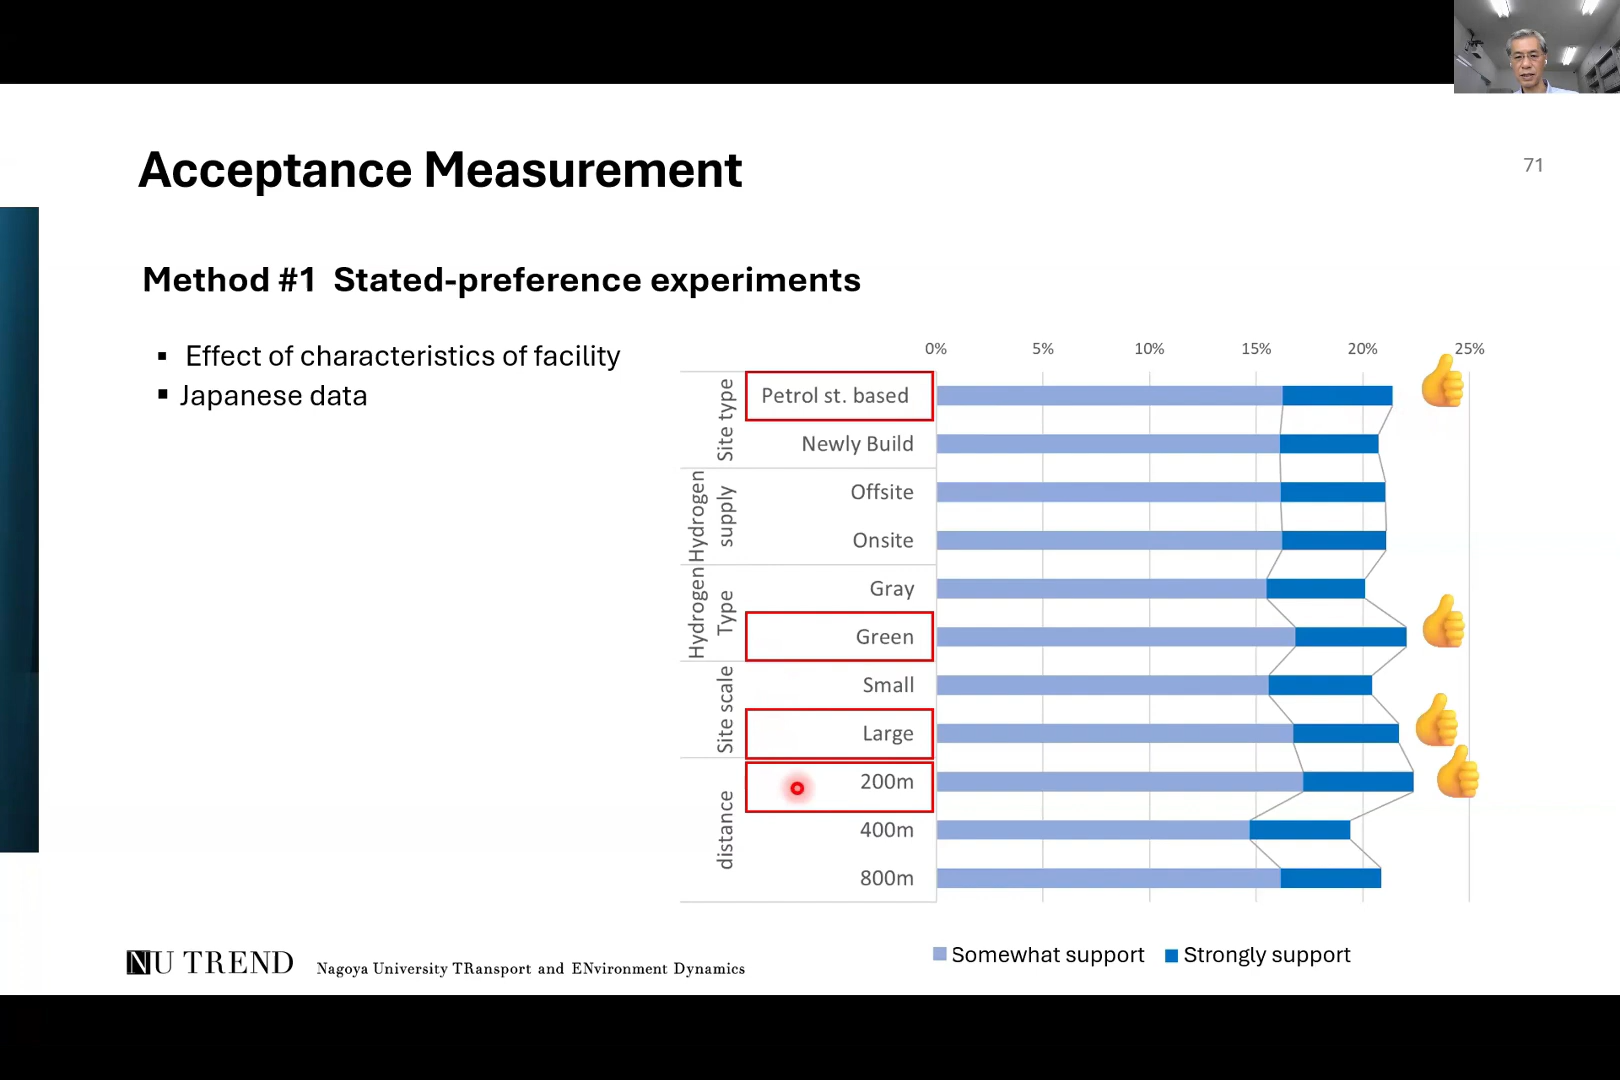 Acceptance Measurement
71
Method #1 Stated-preference experiments
▪ Effect of characteristics of facility
▪ Japanese data
0% 5% 10% 15% 20% 25%
Site type
Petrol st. based
Newly Build
Hydrogen
supply
Offsite
Onsite
Hydrogen
Type
Gray
Green
Site scale
Small
Large
distance
200m
400m
800m
Somewhat support Strongly support
NU TREND Nagoya University TRansport and ENvironment Dynamics